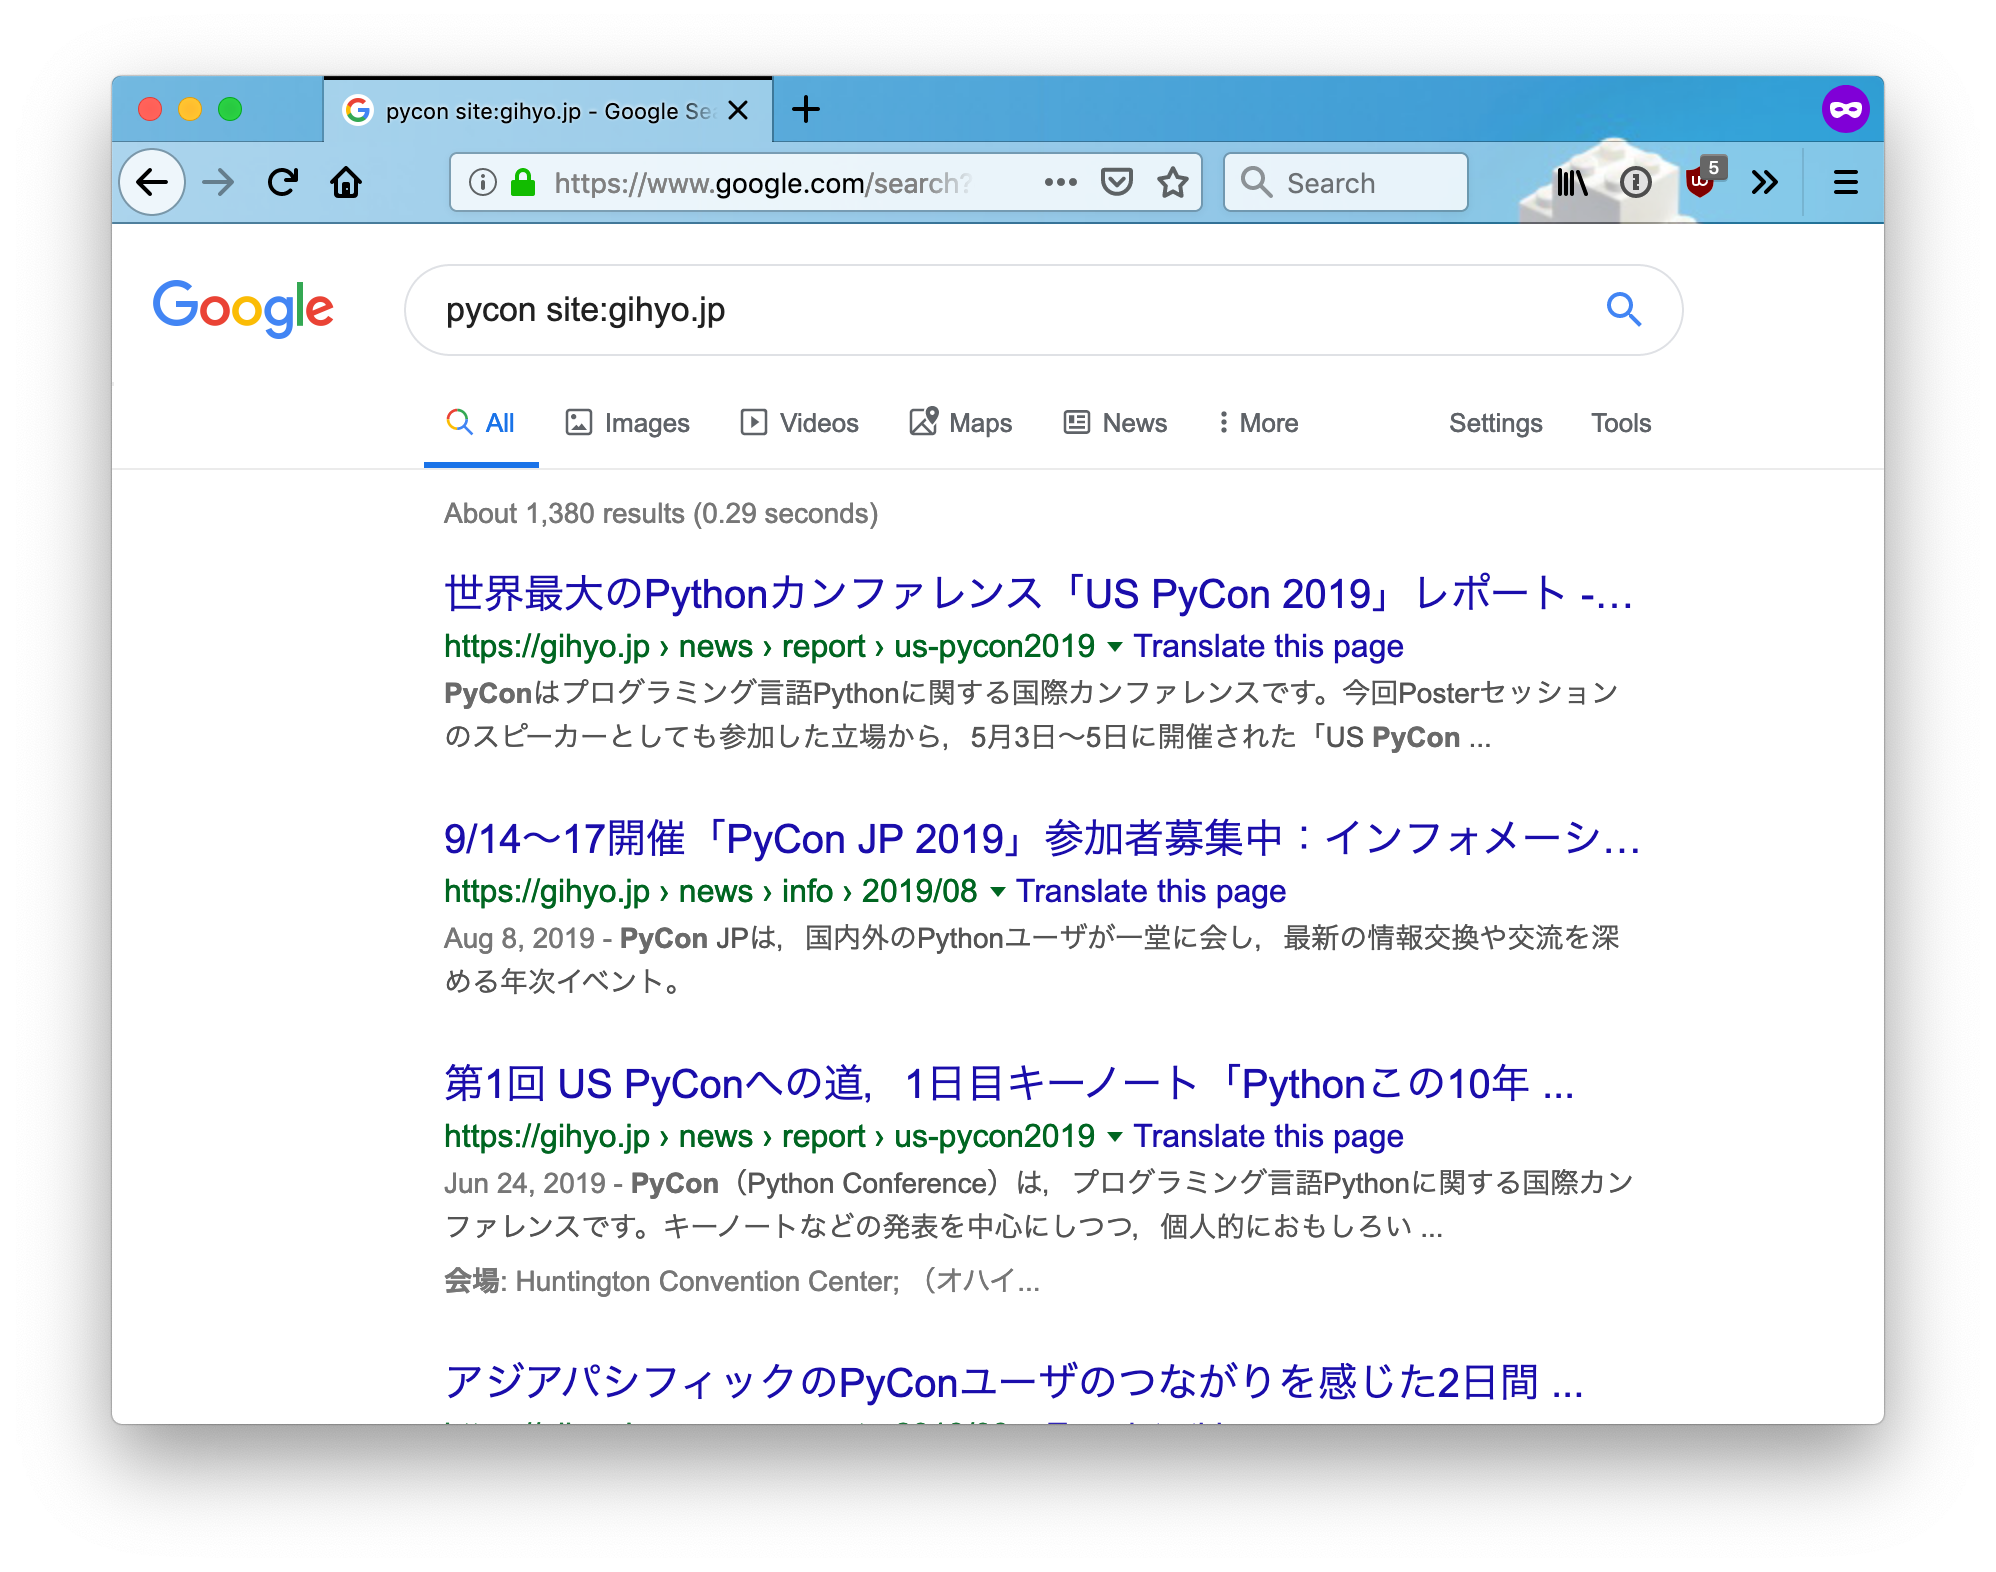 pycon site:gihyo.jp - Google Sea
https://www.google.com/search?
Search
5
Google
pycon site:gihyo.jp
All
Images
Videos
Maps
News
More
Settings
Tools
About 1,380 results (0.29 seconds)
世界最大のPythonカンファレンス「US PyCon 2019」レポート -...
https://gihyo.jp › news › report › us-pycon2019 Translate this page
PyConはプログラミング言語Pythonに関する国際カンファレンスです。今回Posterセッション
のスピーカーとしても参加した立場から，5月3日～5日に開催された「US PyCon ...
9/14～17開催「PyCon JP 2019」参加者募集中：インフォメーシ...
https://gihyo.jp › news › info › 2019/08 Translate this page
Aug 8, 2019 - PyCon JPは，国内外のPythonユーザが一堂に会し，最新の情報交換や交流を深
める年次イベント。
第1回 US PyConへの道，1日目キーノート「Pythonこの10年 ...
https://gihyo.jp › news › report › us-pycon2019 Translate this page
Jun 24, 2019 - PyCon（Python Conference）は，プログラミング言語Pythonに関する国際カン
ファレンスです。キーノートなどの発表を中心にしつつ，個人的におもしろい ...
会場: Huntington Convention Center; （オハイ...
アジアパシフィックのPyConユーザのつながりを感じた2日間 ...